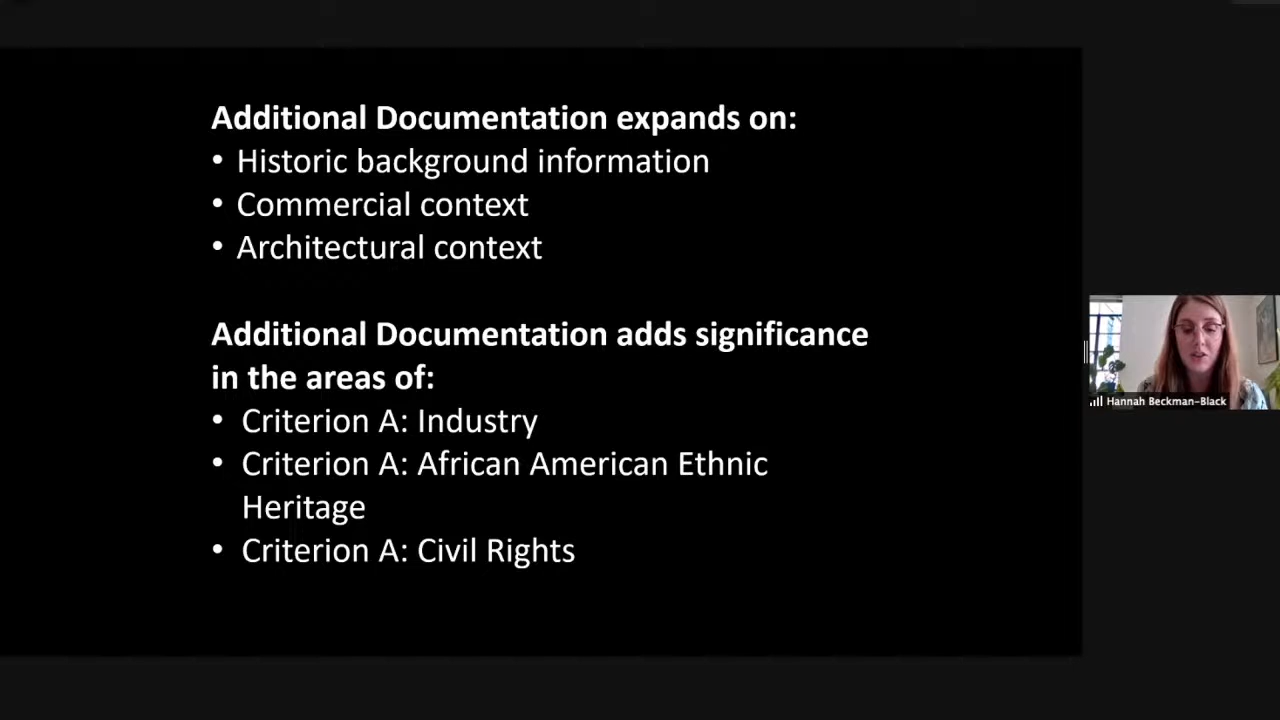 Additional Documentation expands on:
• Historic background information
• Commercial context
• Architectural context
Additional Documentation adds significance
in the areas of:
• Criterion A: Industry
• Criterion A: African American Ethnic
Heritage
• Criterion A: Civil Rights
Hannah Beckman-Black